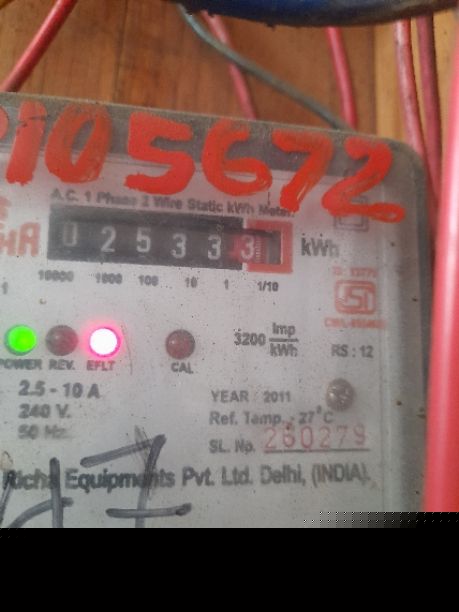 105672
A.C. 1 Phase 2 Wire Static kWh Meter.
0 2 5 3 3 3 kWh
10000 1000 100 10 1 1/10
3200 Imp/kWh
RS : 12
POWER REV. EFLT CAL
2.5 - 10 A
240 V.
50 Hz
YEAR : 2011
Ref. Temp. - 27°C
SL. No. 260279
Richa Equipments Pvt. Ltd. Delhi, (INDIA).